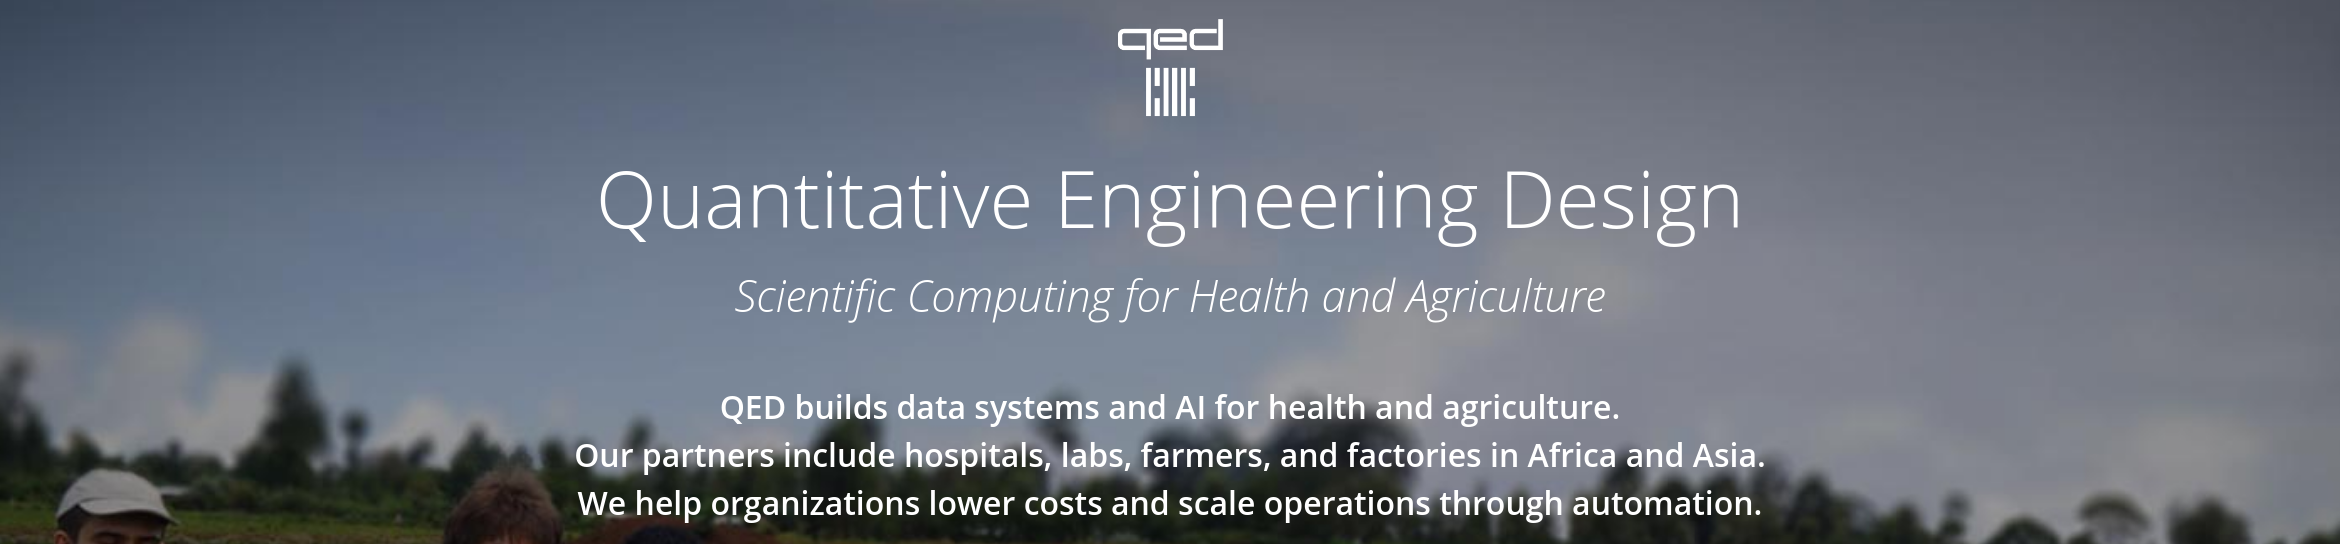 qed
Quantitative Engineering Design
Scientific Computing for Health and Agriculture
QED builds data systems and AI for health and agriculture.
Our partners include hospitals, labs, farmers, and factories in Africa and Asia.
We help organizations lower costs and scale operations through automation.